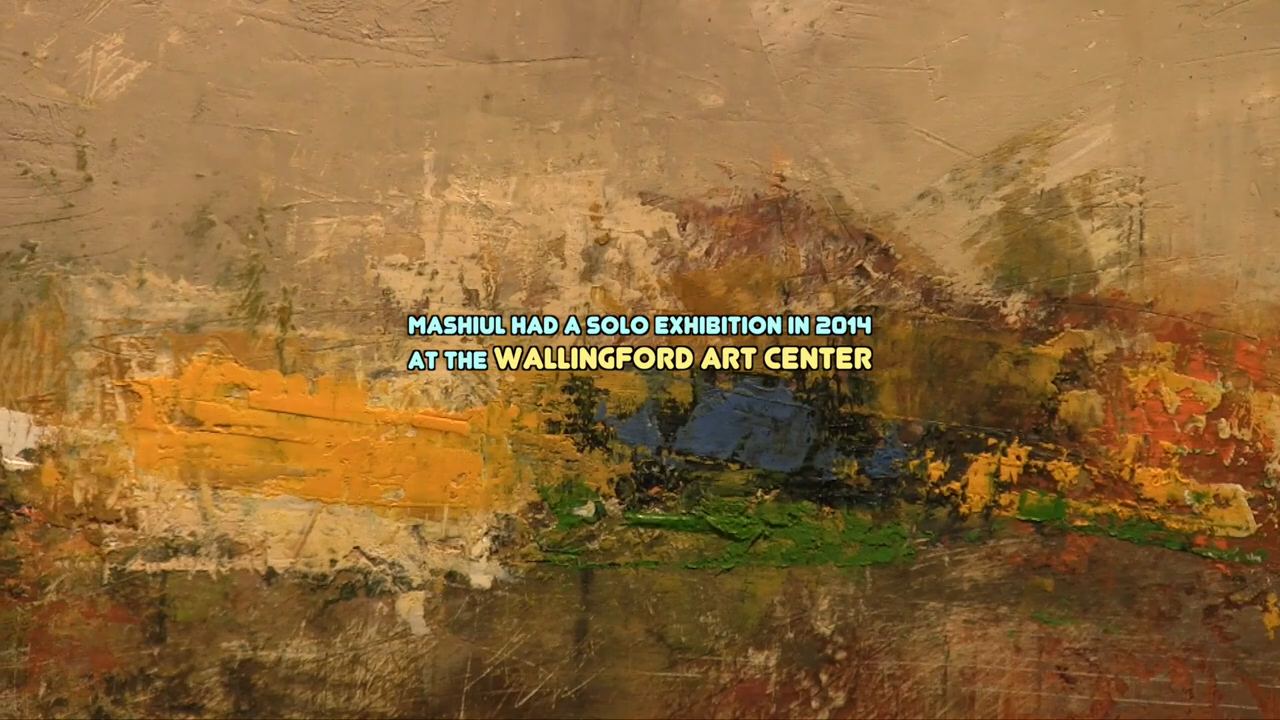 MASHIUL HAD A SOLO EXHIBITION IN 2014
AT THE WALLINGFORD ART CENTER